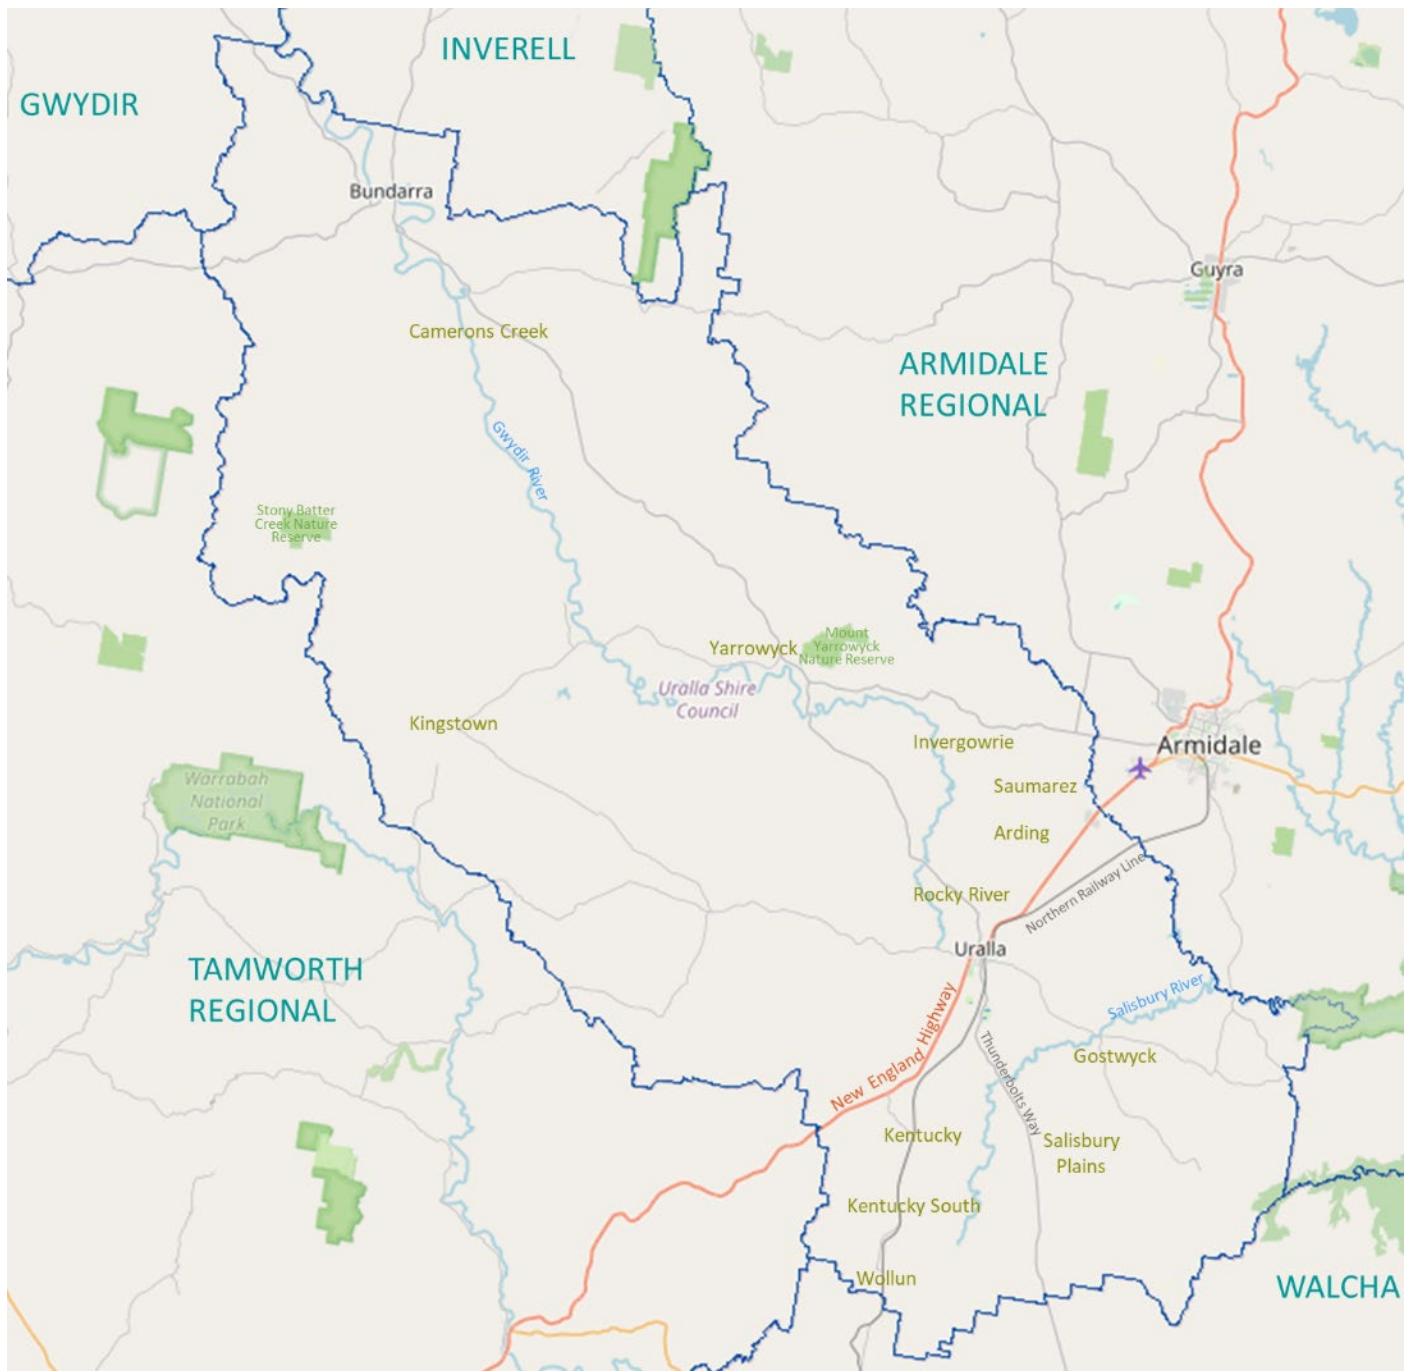 INVERELL
GWYDIR
Bundarra
Guyra
Camerons Creek
ARMIDALE
REGIONAL
Gwydir River
Stony Batter
Creek Nature
Reserve
Yarrowyck
Mount
Yarrowyck
Nature Reserve
Uralla Shire
Council
Kingstown
Invergowrie
Armidale
Saumarez
Warrabah
National
Park
Arding
Northern Railway Line
Rocky River
Uralla
TAMWORTH
REGIONAL
Salisbury River
New England Highway
Thunderbolts Way
Gostwyck
Kentucky
Salisbury
Plains
Kentucky South
Wollun
WALCHA